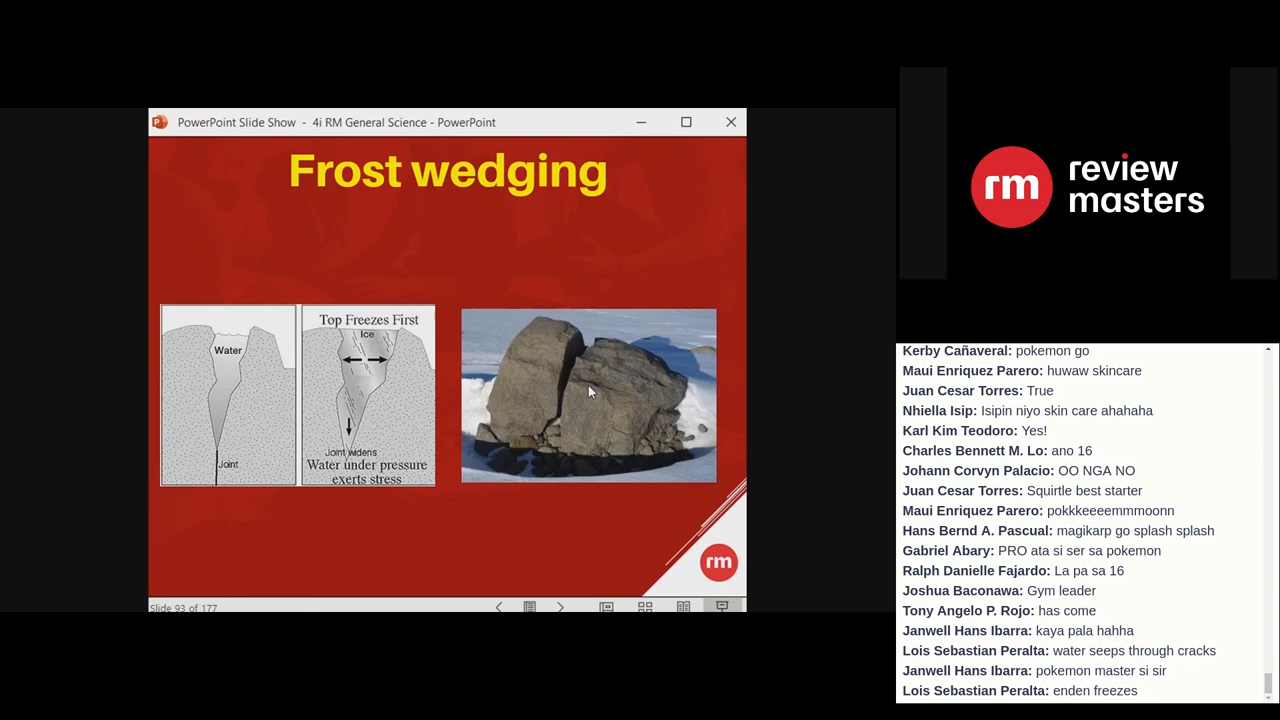 PowerPoint Slide Show - 4i RM General Science - PowerPoint
Frost wedging
Water
Joint
Top Freezes First
Ice
Joint widens
Water under pressure
exerts stress
rm
Slide 93 of 177
rm review
masters
Kerby Cañaveral: pokemon go
Maui Enriquez Parero: huwaw skincare
Juan Cesar Torres: True
Nhiella Isip: Isipin niyo skin care ahahaha
Karl Kim Teodoro: Yes!
Charles Bennett M. Lo: ano 16
Johann Corvyn Palacio: OO NGA NO
Juan Cesar Torres: Squirtle best starter
Maui Enriquez Parero: pokkkeeeemmmoonn
Hans Bernd A. Pascual: magikarp go splash splash
Gabriel Abary: PRO ata si ser sa pokemon
Ralph Danielle Fajardo: La pa sa 16
Joshua Baconawa: Gym leader
Tony Angelo P. Rojo: has come
Janwell Hans Ibarra: kaya pala hahha
Lois Sebastian Peralta: water seeps through cracks
Janwell Hans Ibarra: pokemon master si sir
Lois Sebastian Peralta: enden freezes